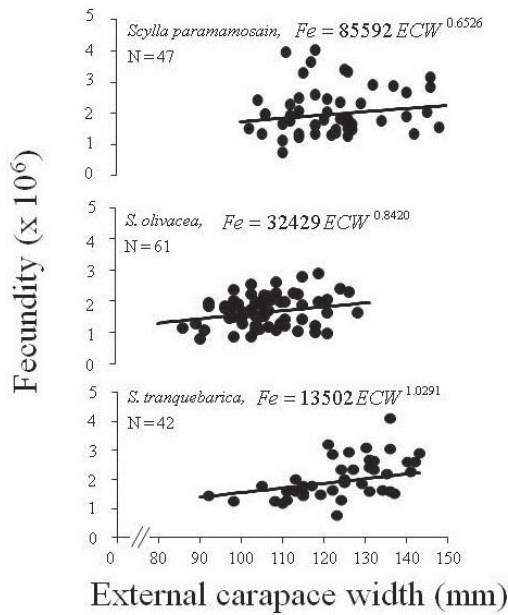 Scylla paramamosain, Fe = 85592 ECW^0.6526
N=47
5
4
3
2
1
0
S. olivacea, Fe = 32429 ECW^0.8420
N=61
5
4
3
2
1
0
S. tranquebarica, Fe = 13502 ECW^1.0291
N=42
5
4
3
2
1
0
Fecundity (x 10^6)
0 80 90 100 110 120 130 140 150
External carapace width (mm)